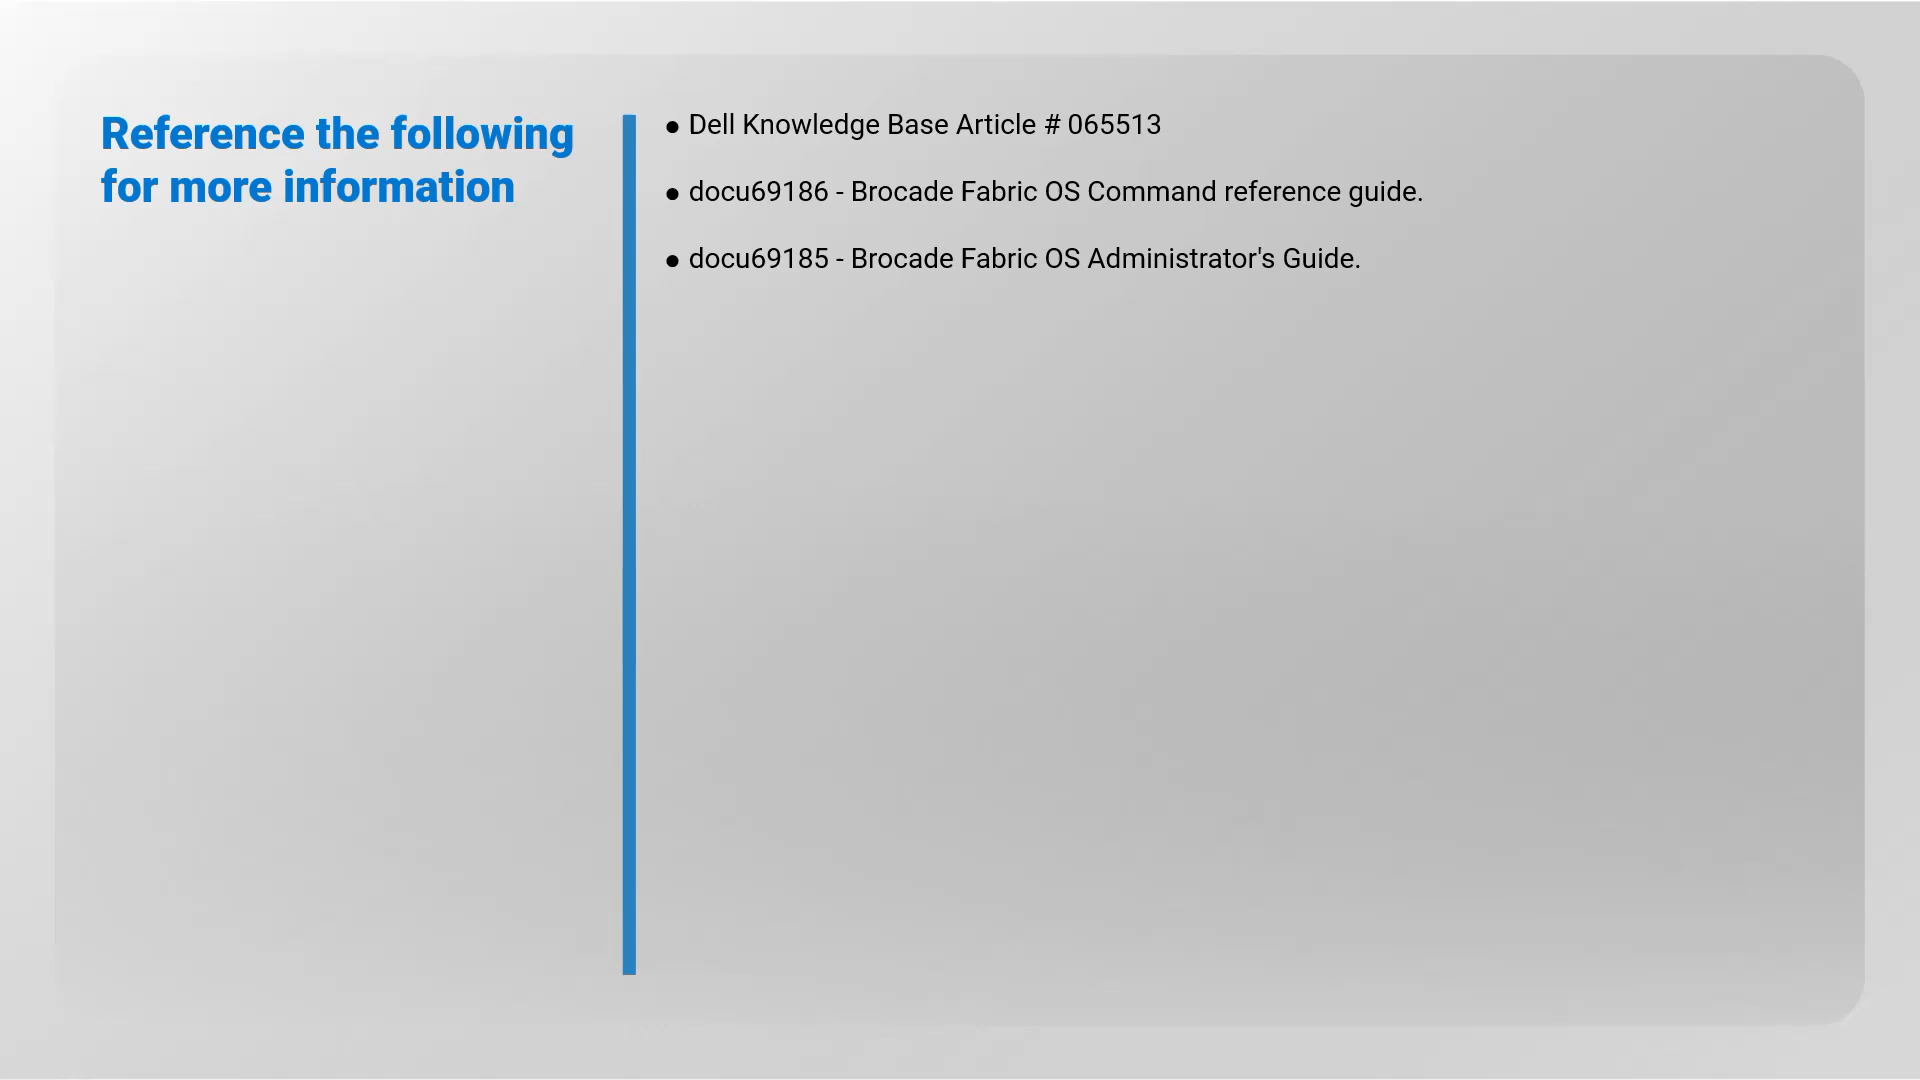 Reference the following
for more information
● Dell Knowledge Base Article # 065513
● docu69186 - Brocade Fabric OS Command reference guide.
● docu69185 - Brocade Fabric OS Administrator's Guide.